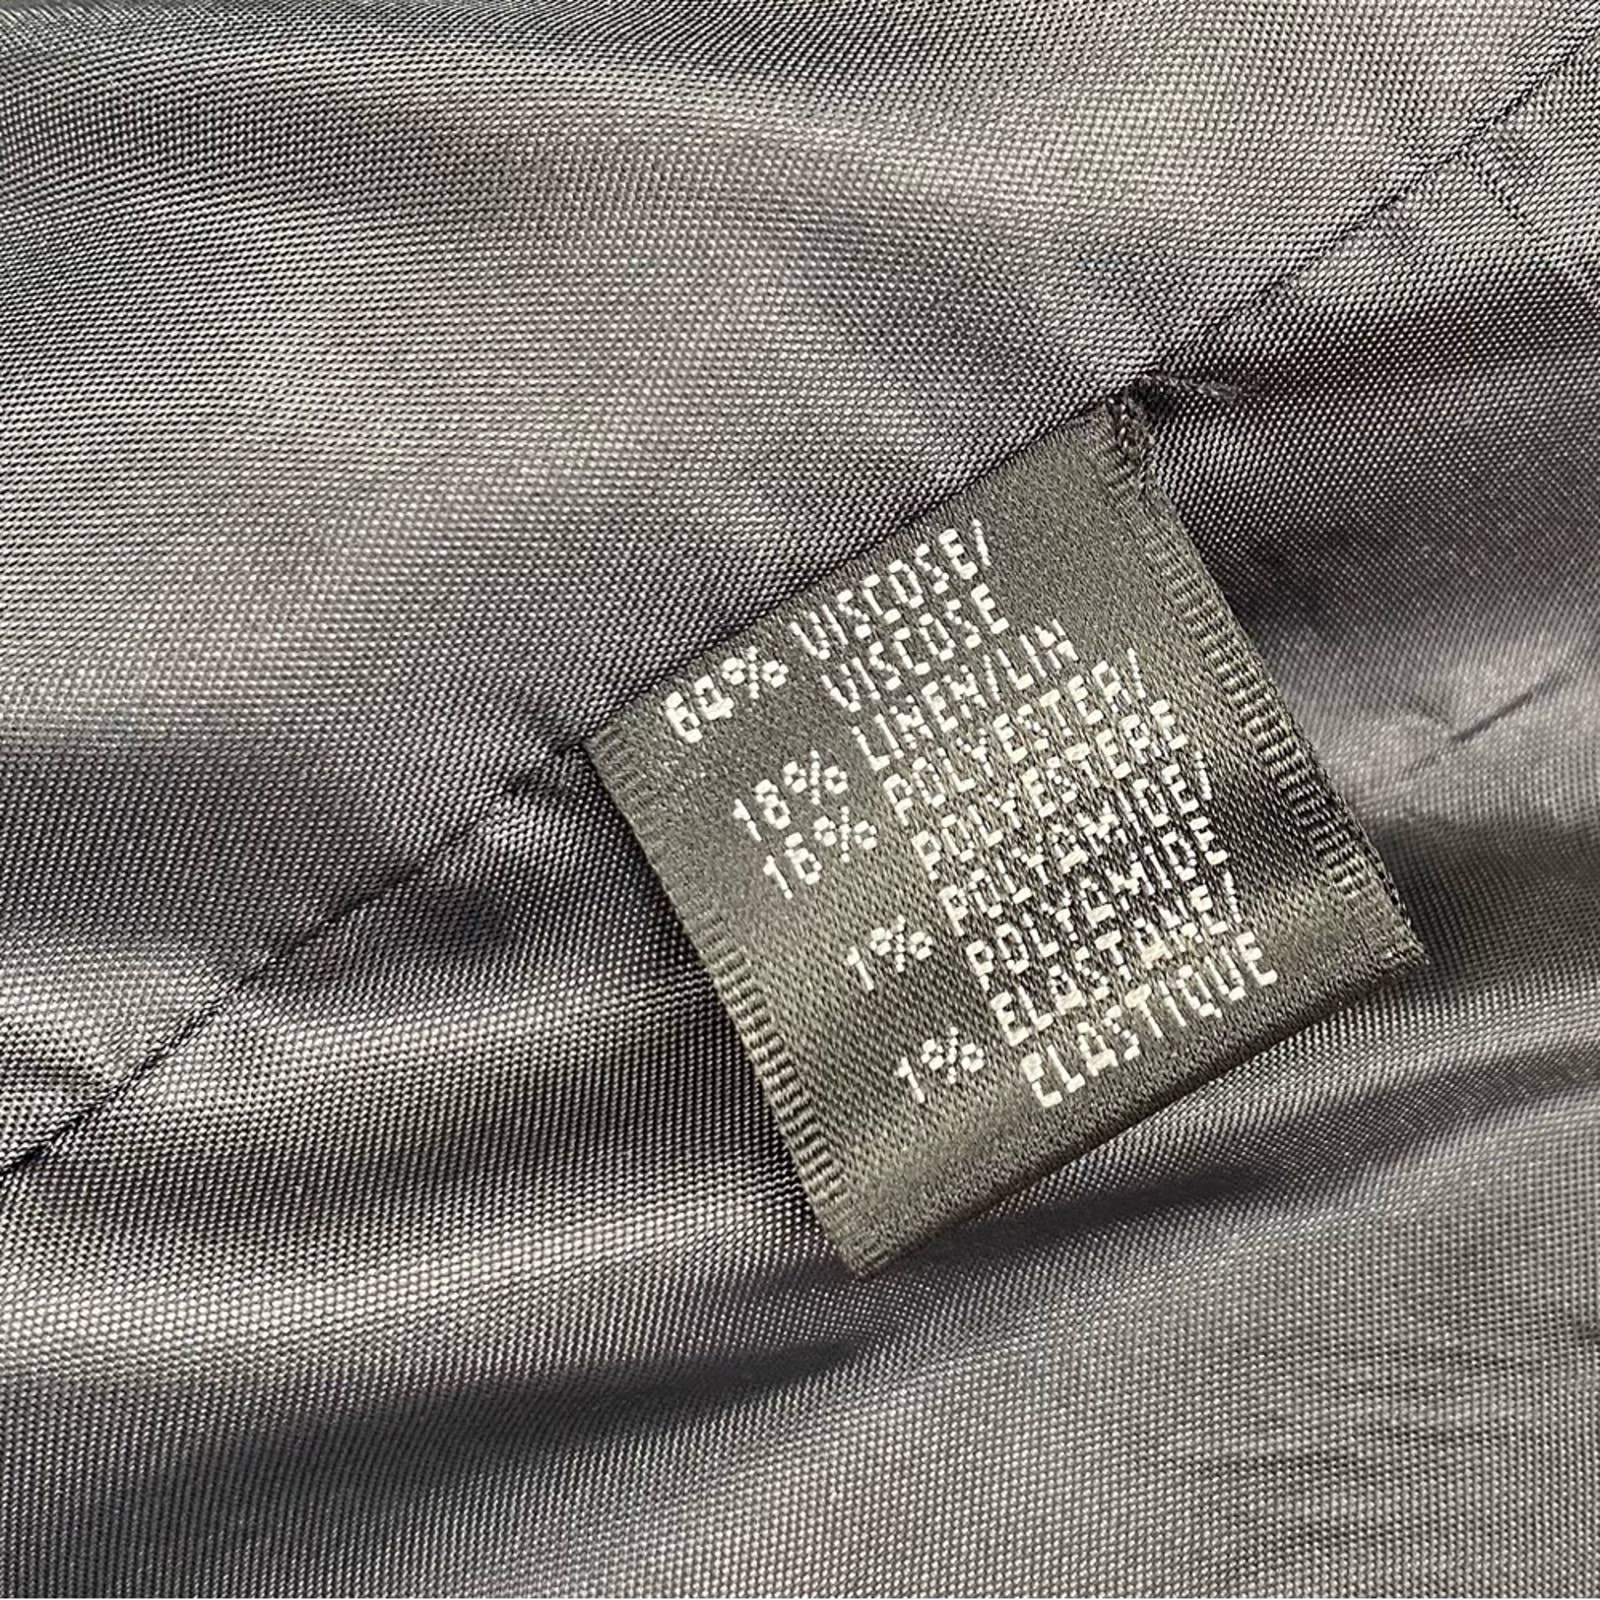 64% VISCOSE/
VISCOSE
18% LINEN/LIN
16% POLYESTER/
POLYESTERE
1% POLYAMIDE/
POLYAMIDE
1% ELASTANE/
ELASTIQUE